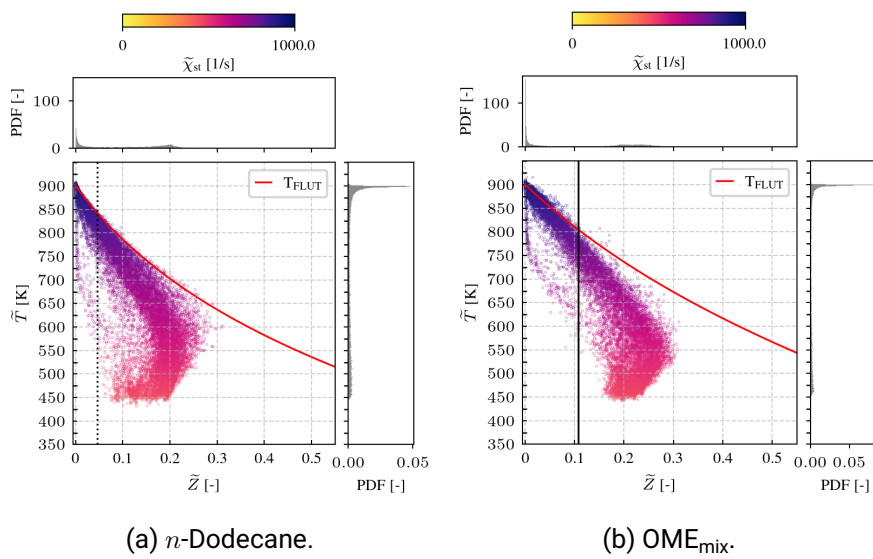 0 1000.0
χ̃st [1/s]
PDF [-]
100
0
900
850
800
750
700
650
600
550
500
450
400
350
T̃ [K]
TFLUT
0 0.1 0.2 0.3 0.4 0.5
Z̃ [-]
0.00 0.05
PDF [-]
(a) n-Dodecane.
0 1000.0
χ̃st [1/s]
PDF [-]
100
0
900
850
800
750
700
650
600
550
500
450
400
350
T̃ [K]
TFLUT
0 0.1 0.2 0.3 0.4 0.5
Z̃ [-]
0.00 0.05
PDF [-]
(b) OMEmix.